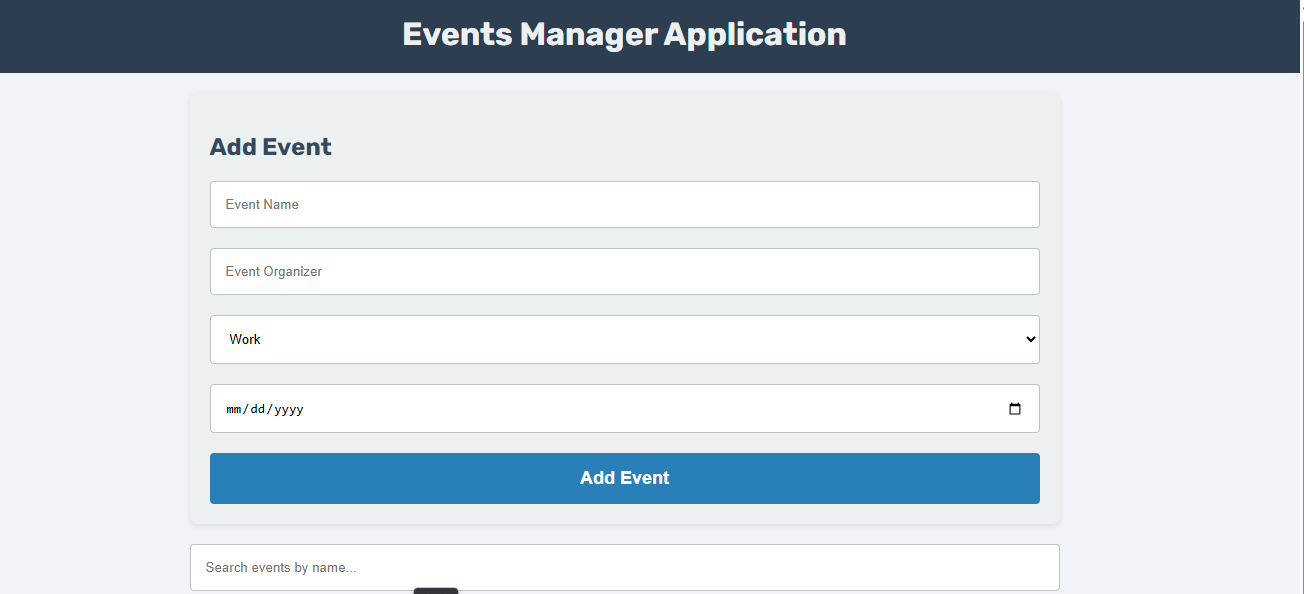 Events Manager Application
Add Event
Event Name
Event Organizer
Work
mm/dd/yyyy
Add Event
Search events by name...